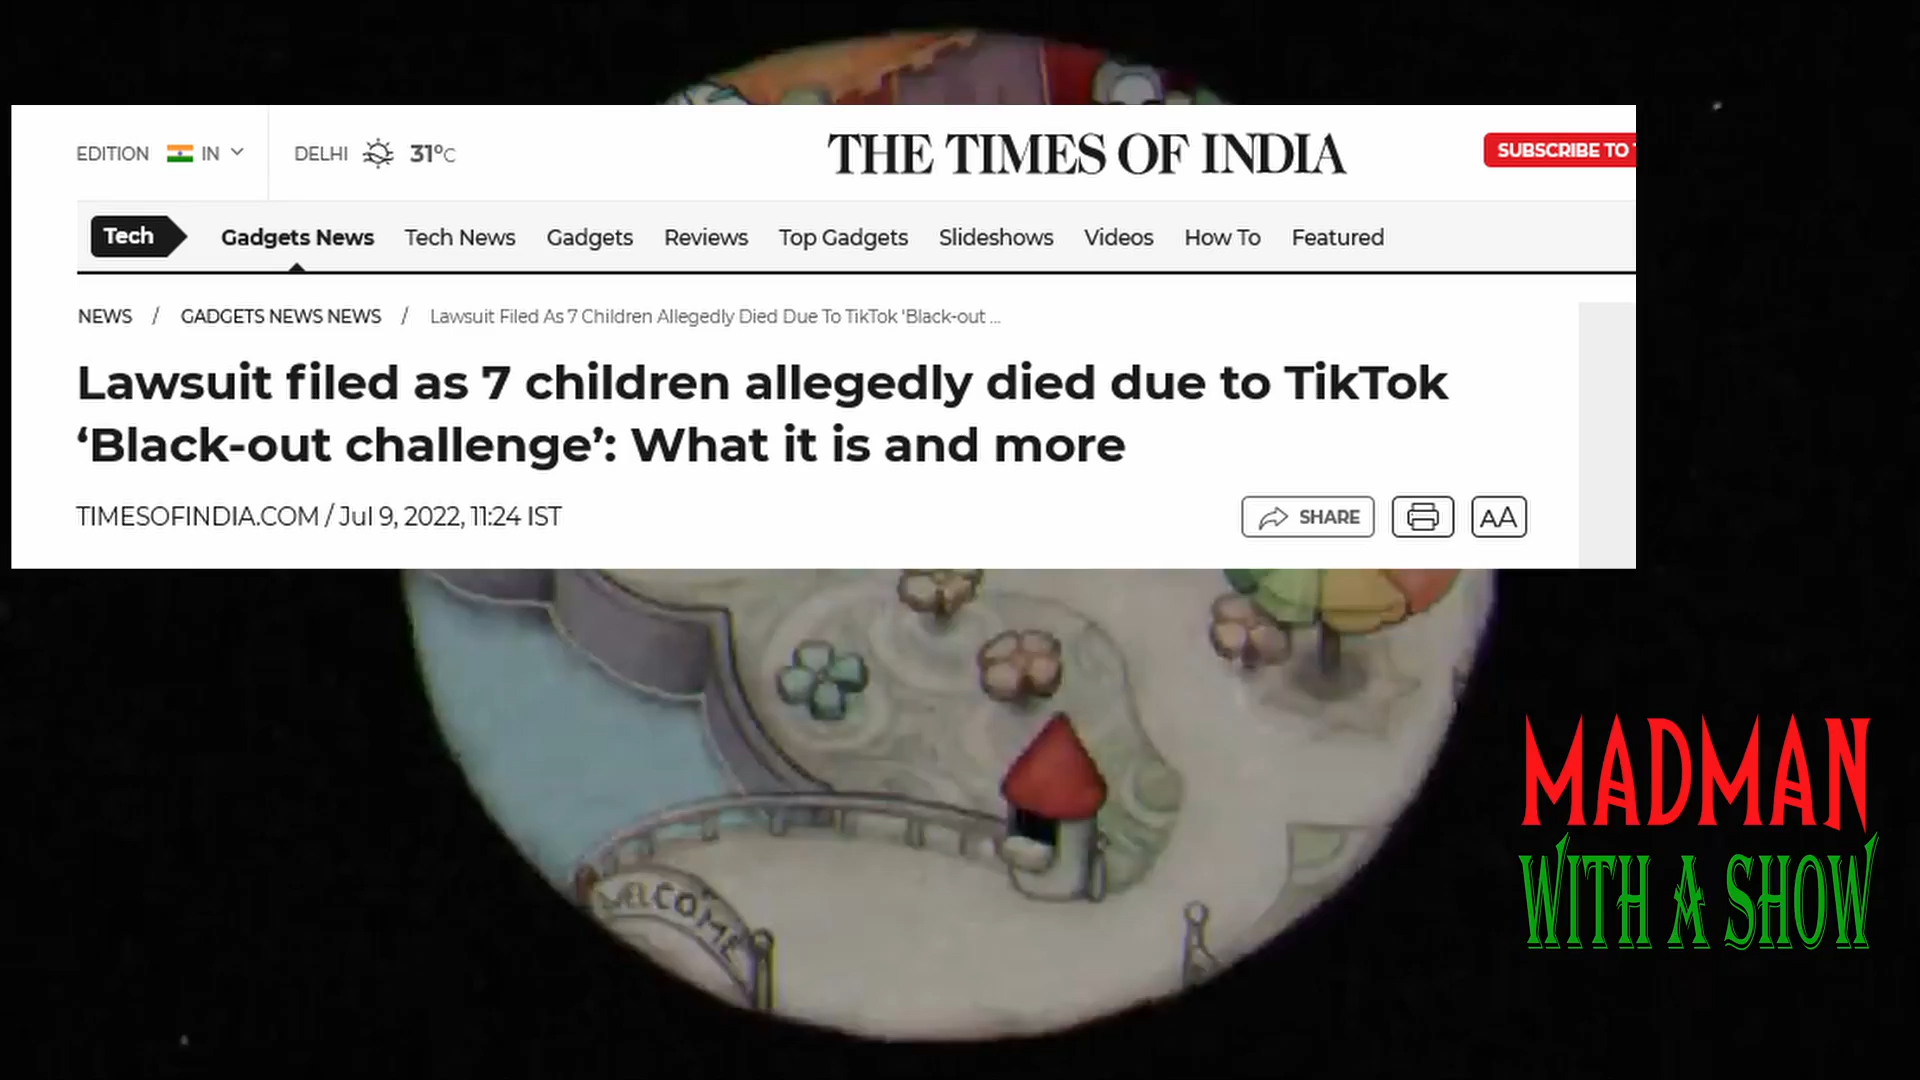 EDITION IN DELHI 31°C
THE TIMES OF INDIA
SUBSCRIBE TO
Tech Gadgets News Tech News Gadgets Reviews Top Gadgets Slideshows Videos How To Featured
NEWS / GADGETS NEWS NEWS / Lawsuit Filed As 7 Children Allegedly Died Due To TikTok 'Black-out ...
Lawsuit filed as 7 children allegedly died due to TikTok
‘Black-out challenge’: What it is and more
TIMESOFINDIA.COM / Jul 9, 2022, 11:24 IST
SHARE AA
WELCOME
MADMAN
WITH A SHOW